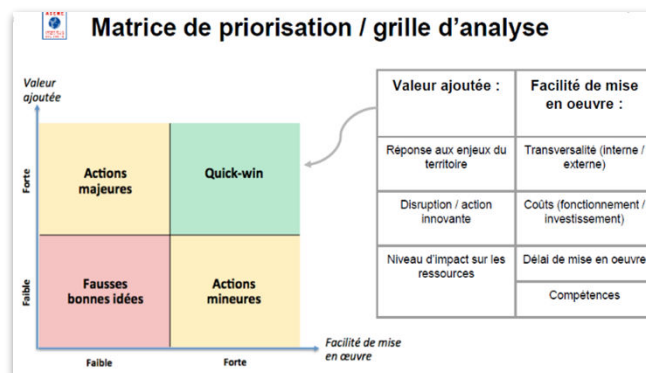 Matrice de priorisation / grille d'analyse
Valeur
ajoutée
Forte
Faible
Actions
majeures
Quick-win
Fausses
bonnes idées
Actions
mineures
Faible
Forte
Facilité de mise
en œuvre
Valeur ajoutée :
Facilité de mise
en oeuvre :
Réponse aux enjeux du
territoire
Transversalité (interne /
externe)
Disruption / action
innovante
Coûts (fonctionnement /
investissement)
Niveau d'impact sur les
ressources
Délai de mise en oeuvre
Compétences